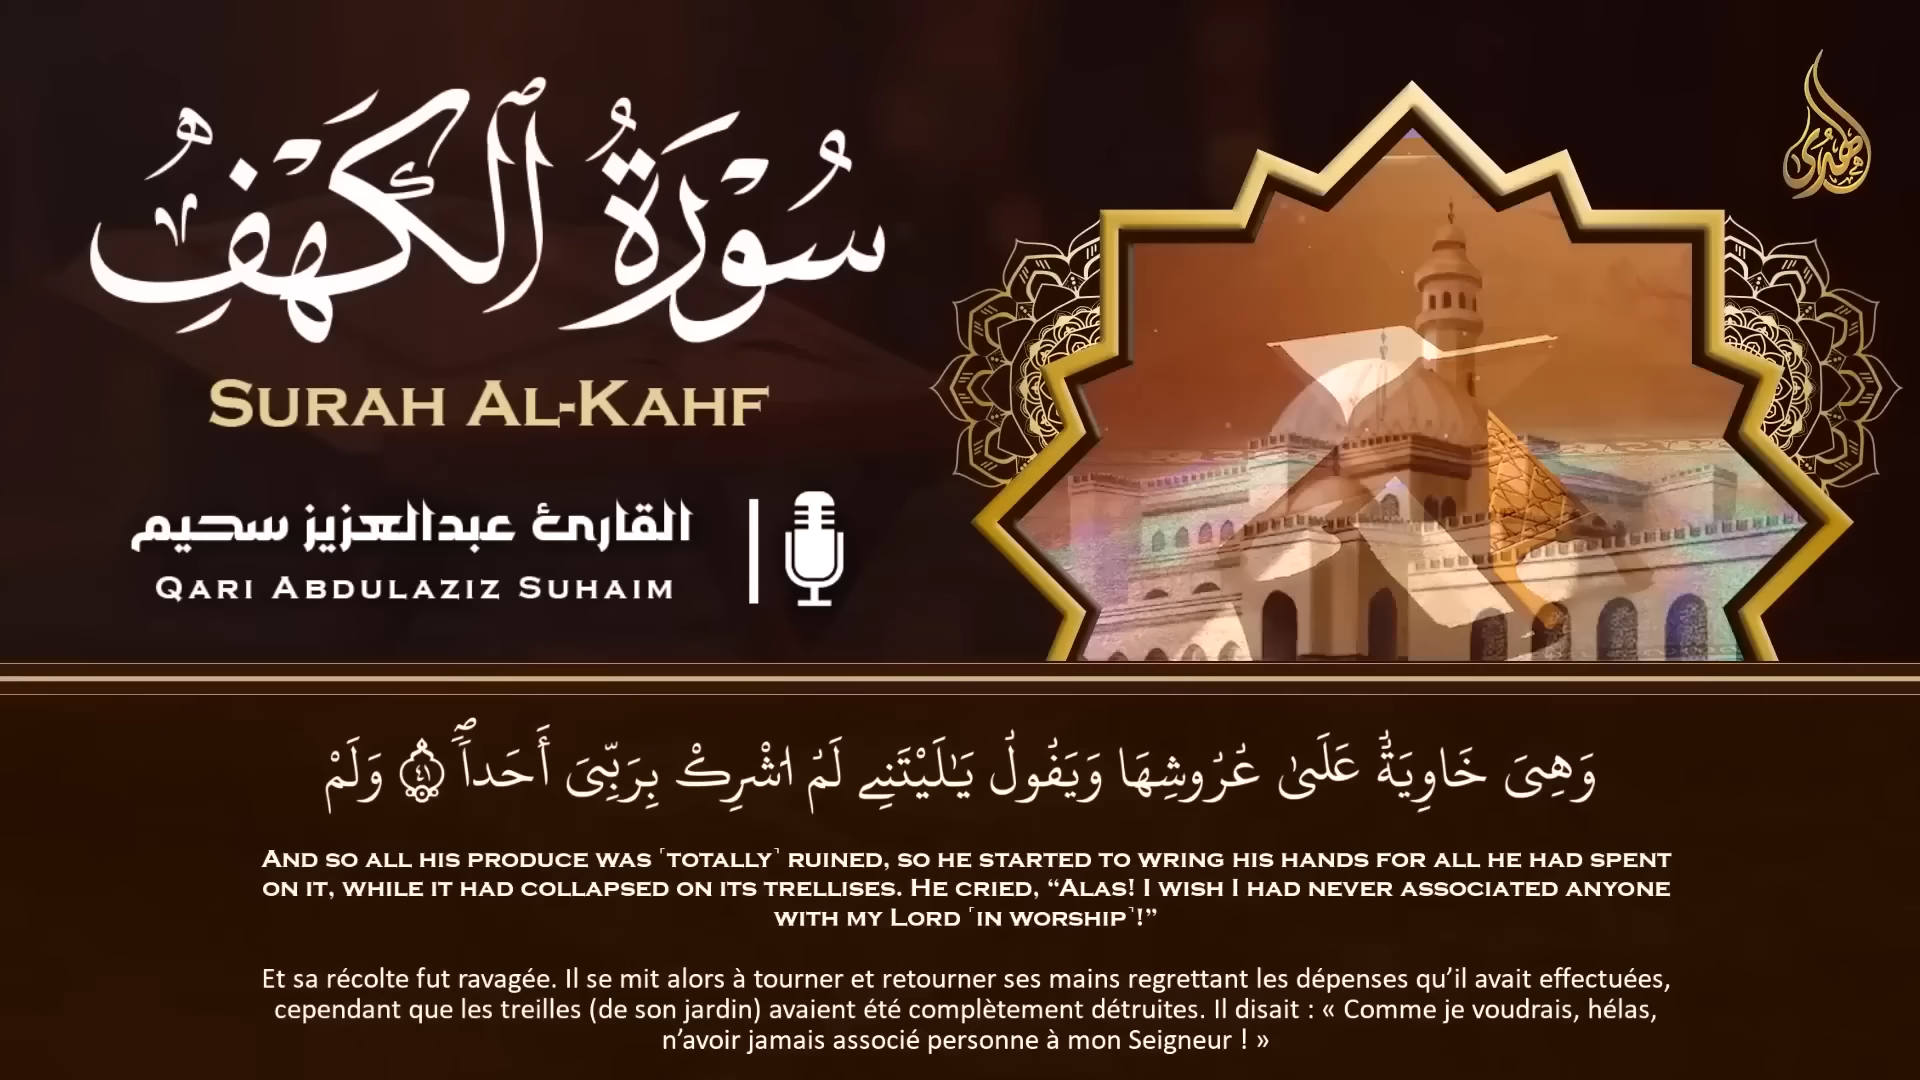 سُورَةُ ٱلْكَهْفِ
SURAH AL-KAHF
القارئ عبدالعزيز سحيم
QARI ABDULAZIZ SUHAIM
الهدى
وَهِىَ خَاوِيَةٌ عَلَىٰ عُرُوشِهَا وَيَقُولُ يَٰلَيْتَنِے لَمُ ا۟شْرِكْ بِرَبِّىَ أَحَداٗۖ ۝٤١ وَلَمْ
AND SO ALL HIS PRODUCE WAS ˹TOTALLY˺ RUINED, SO HE STARTED TO WRING HIS HANDS FOR ALL HE HAD SPENT
ON IT, WHILE IT HAD COLLAPSED ON ITS TRELLISES. HE CRIED, “ALAS! I WISH I HAD NEVER ASSOCIATED ANYONE
WITH MY LORD ˹IN WORSHIP˺!”
Et sa récolte fut ravagée. Il se mit alors à tourner et retourner ses mains regrettant les dépenses qu’il avait effectuées,
cependant que les treilles (de son jardin) avaient été complètement détruites. Il disait : « Comme je voudrais, hélas,
n’avoir jamais associé personne à mon Seigneur ! »